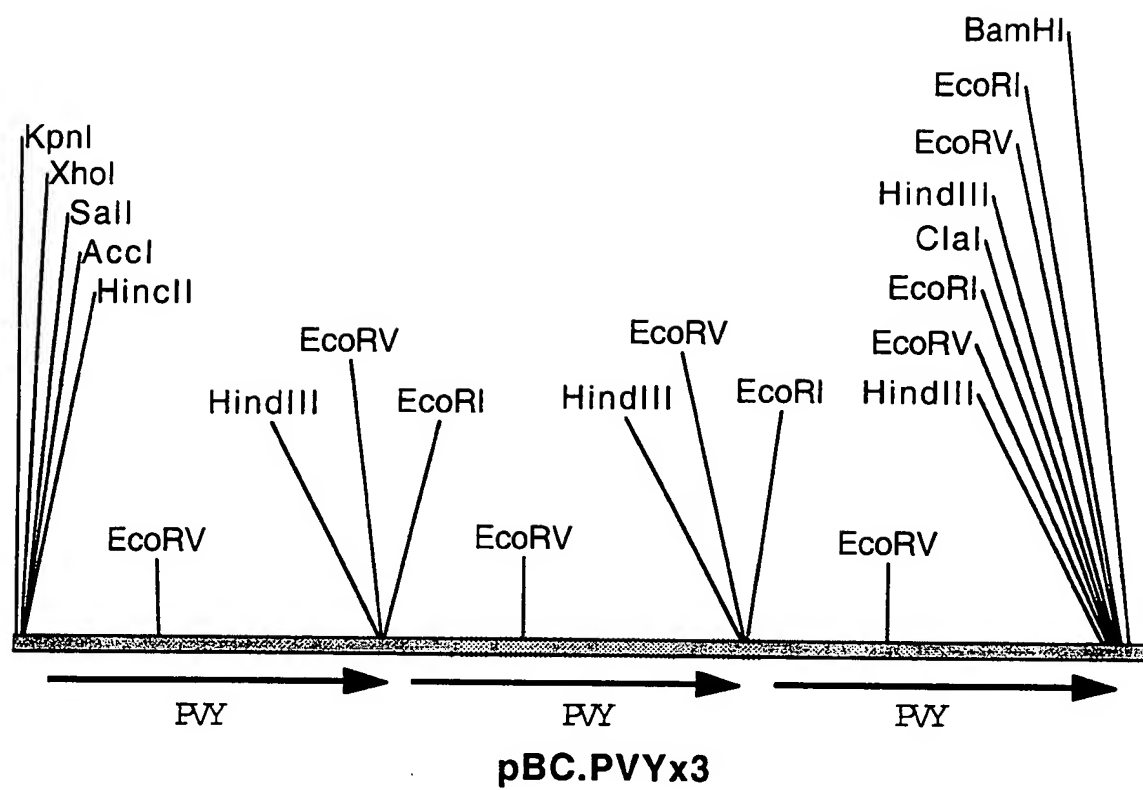 BamHI
EcoRI
KpnI
EcoRV
XhoI
HindIII
SalI
ClaI
AccI
EcoRI
HincII
EcoRV
EcoRV
EcoRV
HindIII
HindIII
EcoRI
HindIII
EcoRI
EcoRV
EcoRV
EcoRV
PVY
PVY
PVY
pBC.PVYx3